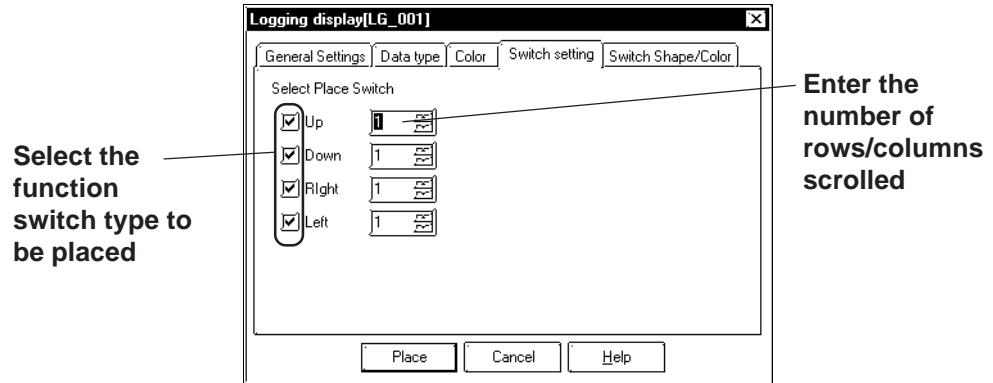 Logging display[LG_001]
General Settings Data type Color Switch setting Switch Shape/Color
Select Place Switch
Up 1
Down 1
RIght 1
Left 1
Place Cancel Help
Select the
function
switch type to
be placed
Enter the
number of
rows/columns
scrolled